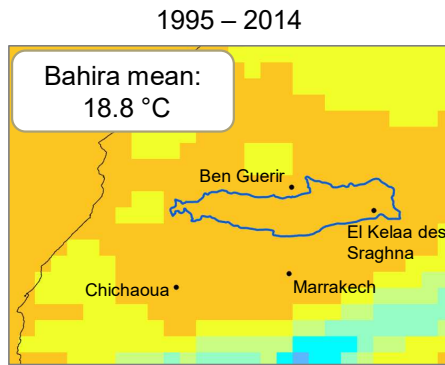 1995 – 2014
Bahira mean:
18.8 °C
Ben Guerir
El Kelaa des
Sraghna
Marrakech
Chichaoua